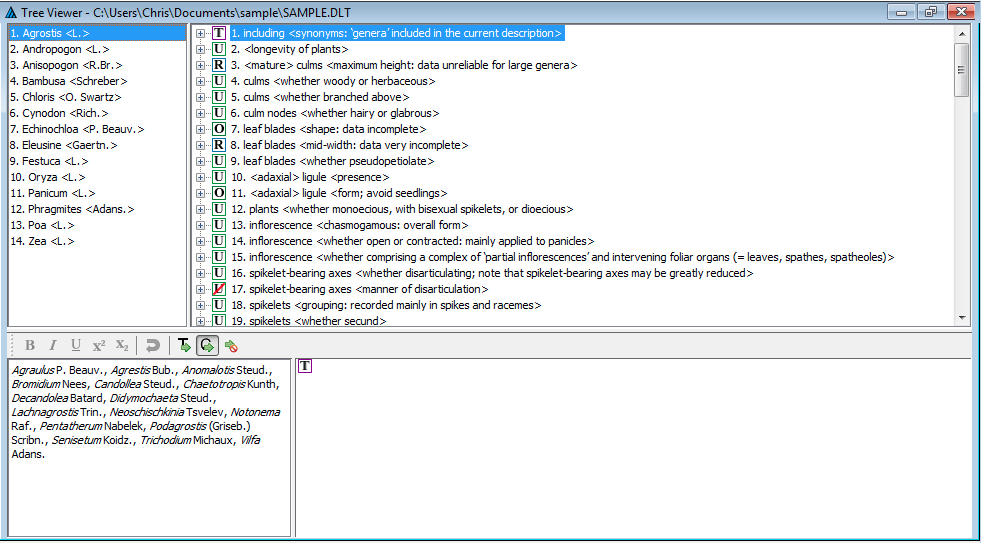 Tree Viewer - C:\Users\Chris\Documents\sample\SAMPLE.DLT
1. Agrostis <L.>
2. Andropogon <L.>
3. Anisopogon <R.Br.>
4. Bambusa <Schreber>
5. Chloris <O. Swartz>
6. Cynodon <Rich.>
7. Echinochloa <P. Beauv.>
8. Eleusine <Gaertn.>
9. Festuca <L.>
10. Oryza <L.>
11. Panicum <L.>
12. Phragmites <Adans.>
13. Poa <L.>
14. Zea <L.>
T 1. including <synonyms: ‘genera’ included in the current description>
U 2. <longevity of plants>
R 3. <mature> culms <maximum height: data unreliable for large genera>
U 4. culms <whether woody or herbaceous>
U 5. culms <whether branched above>
U 6. culm nodes <whether hairy or glabrous>
O 7. leaf blades <shape: data incomplete>
R 8. leaf blades <mid-width: data very incomplete>
U 9. leaf blades <whether pseudopetiolate>
U 10. <adaxial> ligule <presence>
O 11. <adaxial> ligule <form; avoid seedlings>
U 12. plants <whether monoecious, with bisexual spikelets, or dioecious>
U 13. inflorescence <chasmogamous: overall form>
U 14. inflorescence <whether open or contracted: mainly applied to panicles>
U 15. inflorescence <whether comprising a complex of ‘partial inflorescences’ and intervening foliar organs (= leaves, spathes, spatheoles)>
U 16. spikelet-bearing axes <whether disarticulating; note that spikelet-bearing axes may be greatly reduced>
U 17. spikelet-bearing axes <manner of disarticulation>
U 18. spikelets <grouping: recorded mainly in spikes and racemes>
U 19. spikelets <whether secund>
B I U x² x₂ T C
Agraulus P. Beauv., Agrestis Bub., Anomalotis Steud.,
Bromidium Nees, Candollea Steud., Chaetotropis Kunth,
Decandolea Batard, Didymochaeta Steud.,
Lachnagrostis Trin., Neoschischkinia Tsvelev, Notonema
Raf., Pentatherum Nabelek, Podagrostis (Griseb.)
Scribn., Senisetum Koidz., Trichodium Michaux, Vilfa
Adans.
T